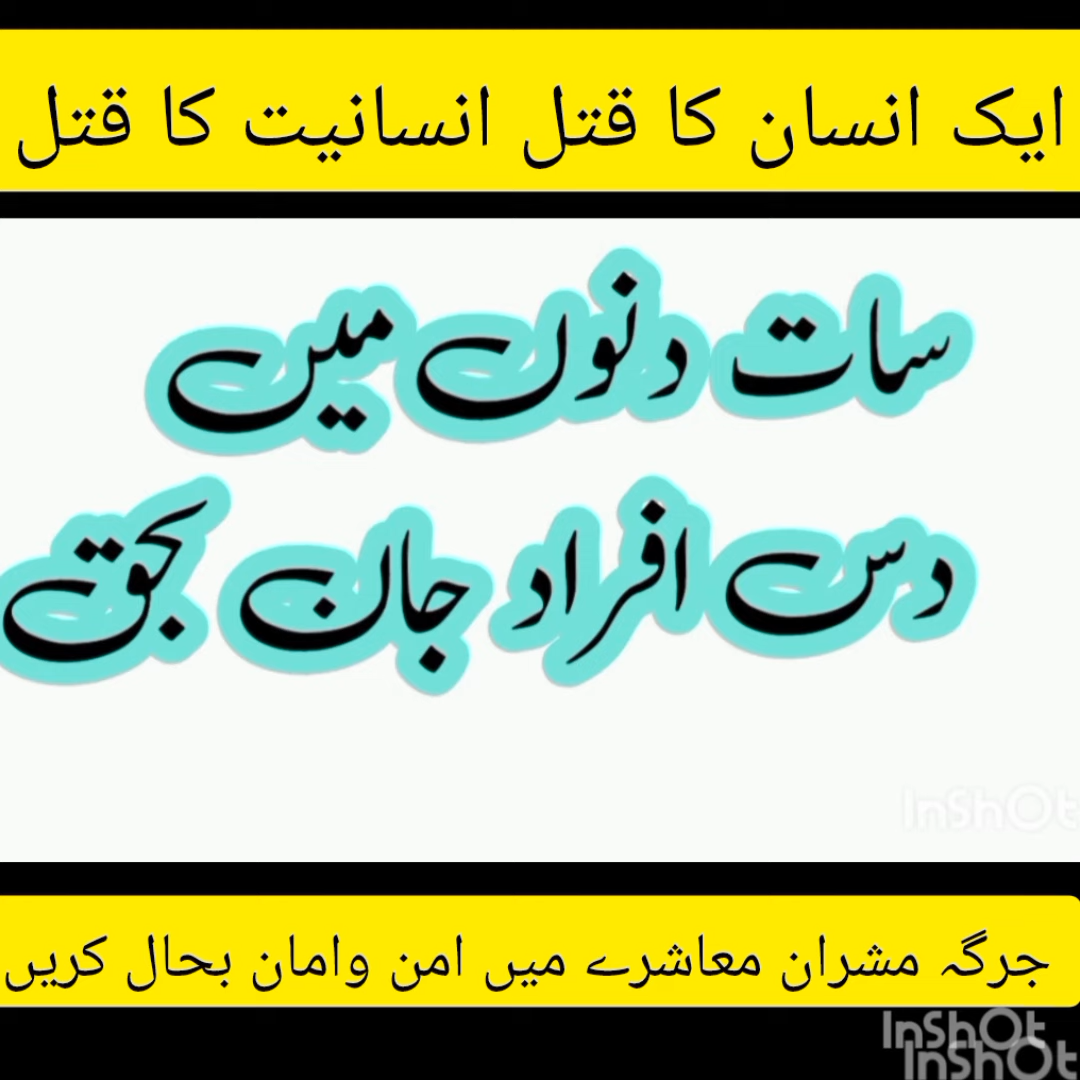 ایک انسان کا قتل انسانیت کا قتل
سات دنوں میں
دس افراد جان بحق
InShOt
جرگہ مشران معاشرے میں امن وامان بحال کریں
InShOt
InShOt